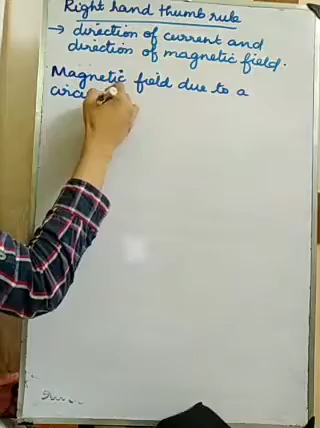 Right hand thumb rule
→ direction of current and
direction of magnetic field.
Magnetic field due to a